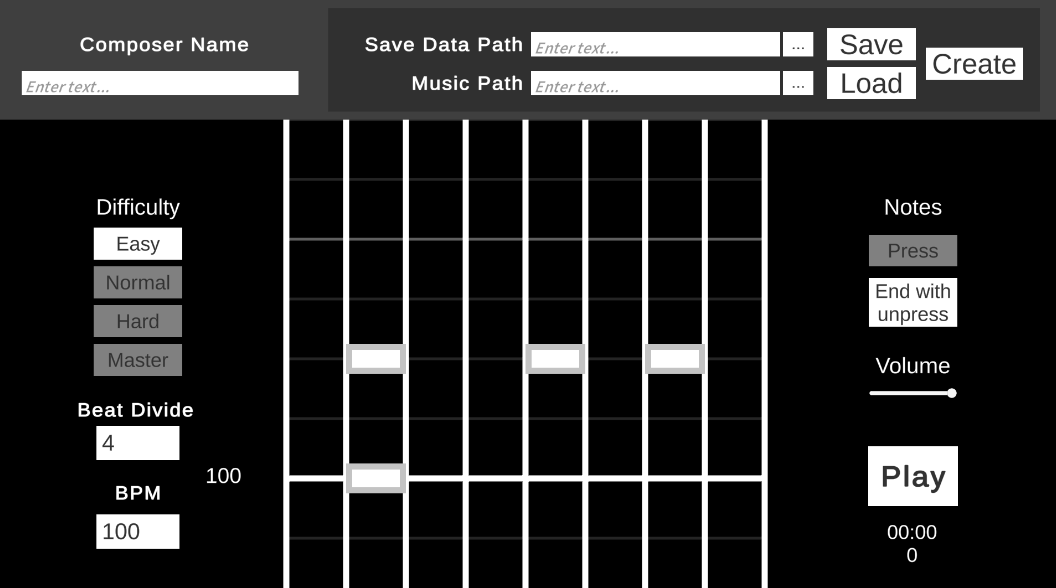 Composer Name
Enter text...
Save Data Path
Enter text...
...
Save
Music Path
Enter text...
...
Load
Create
Difficulty
Easy
Normal
Hard
Master
Beat Divide
4
BPM
100
100
Notes
Press
End with
unpress
Volume
Play
00:00
0